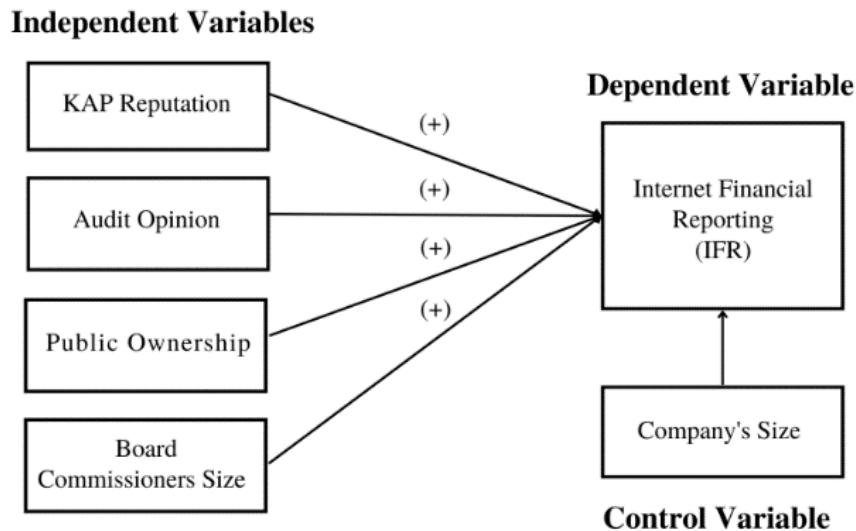 Independent Variables
KAP Reputation
(+)
Audit Opinion
(+)
Public Ownership
(+)
Board
Commissioners Size
(+)
Dependent Variable
Internet Financial
Reporting
(IFR)
Company's Size
Control Variable